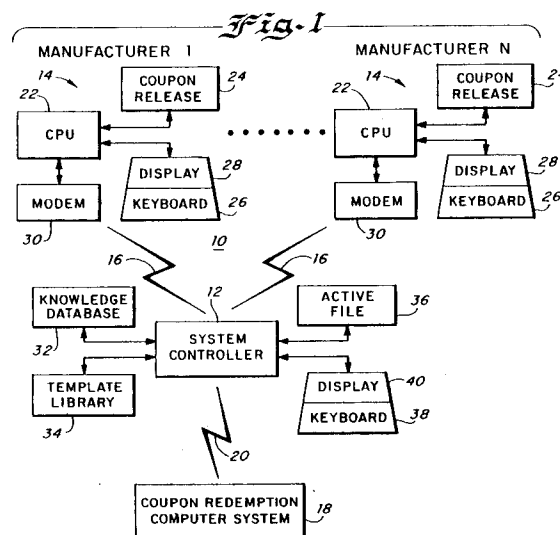 Fig. 1
MANUFACTURER 1
MANUFACTURER N
14
COUPON RELEASE
24
22
CPU
28
DISPLAY
KEYBOARD
26
MODEM
30
14
COUPON RELEASE
24
22
CPU
28
DISPLAY
KEYBOARD
26
MODEM
30
10
16
16
12
KNOWLEDGE DATABASE
32
SYSTEM CONTROLLER
ACTIVE FILE
36
TEMPLATE LIBRARY
34
DISPLAY
40
KEYBOARD
38
20
COUPON REDEMPTION
COMPUTER SYSTEM
18